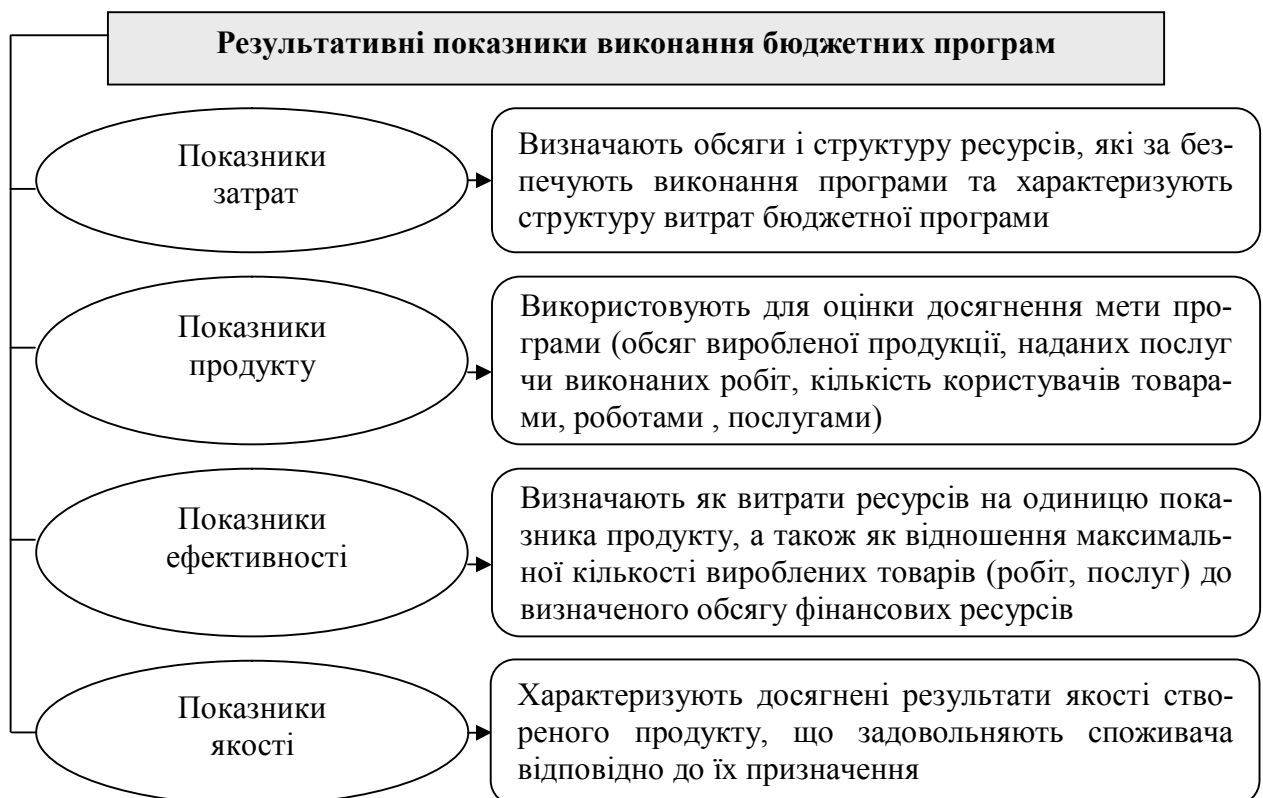 Результативні показники виконання бюджетних програм
Показники
затрат
Визначають обсяги і структуру ресурсів, які за без-
печують виконання програми та характеризують
структуру витрат бюджетної програми
Показники
продукту
Використовують для оцінки досягнення мети про-
грами (обсяг виробленої продукції, наданих послуг
чи виконаних робіт, кількість користувачів товара-
ми, роботами , послугами)
Показники
ефективності
Визначають як витрати ресурсів на одиницю пока-
зника продукту, а також як відношення максималь-
ної кількості вироблених товарів (робіт, послуг) до
визначеного обсягу фінансових ресурсів
Показники
якості
Характеризують досягнені результати якості ство-
реного продукту, що задовольняють споживача
відповідно до їх призначення